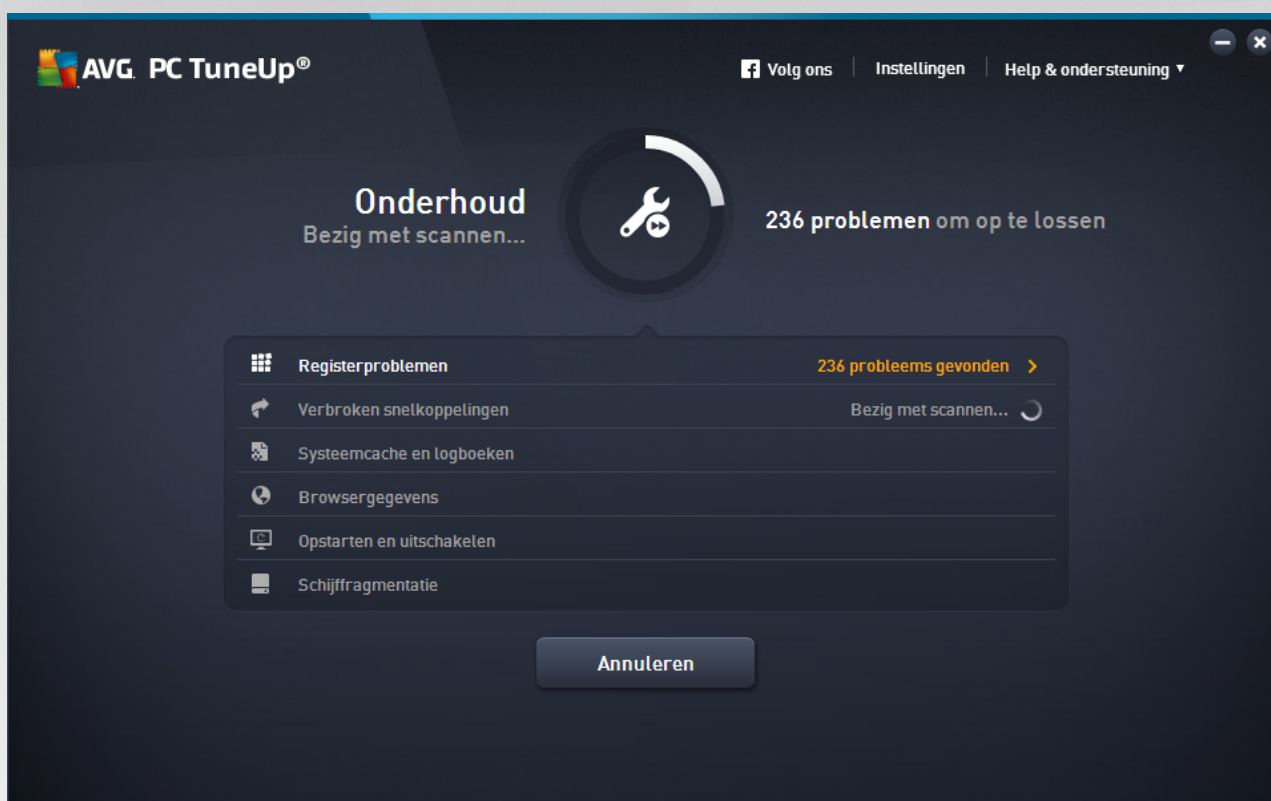 AVG. PC TuneUp®
Volg ons
Instellingen
Help & ondersteuning
Onderhoud
Bezig met scannen...
236 problemen om op te lossen
Registerproblemen 236 probleems gevonden
Verbroken snelkoppelingen Bezig met scannen...
Systeemcache en logboeken
Browsergegevens
Opstarten en uitschakelen
Schijffragmentatie
Annuleren